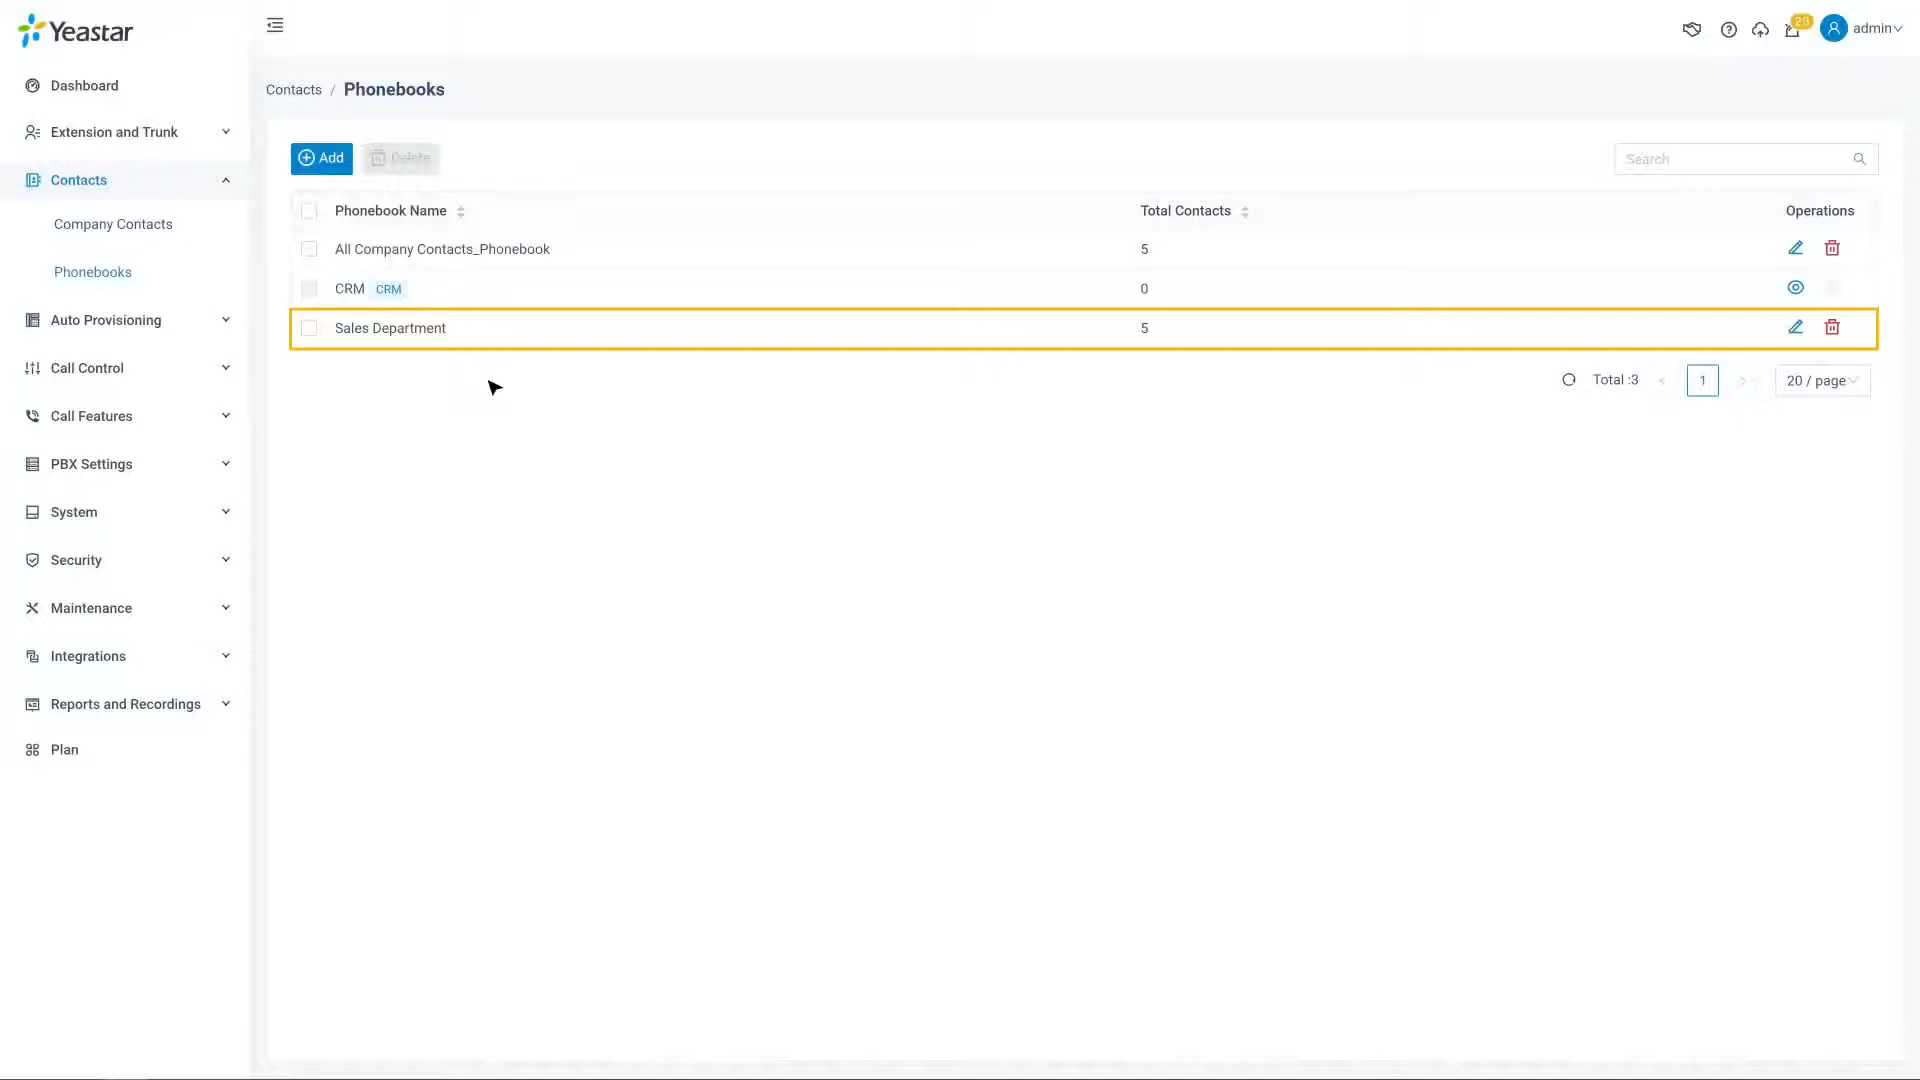 Yeastar
23
admin
Dashboard
Contacts / Phonebooks
Extension and Trunk
Add
Delete
Search
Contacts
Phonebook Name
Total Contacts
Operations
Company Contacts
All Company Contacts_Phonebook
5
Phonebooks
CRM CRM
0
Auto Provisioning
Sales Department
5
Call Control
Total :3
1
20 / page
Call Features
PBX Settings
System
Security
Maintenance
Integrations
Reports and Recordings
Plan